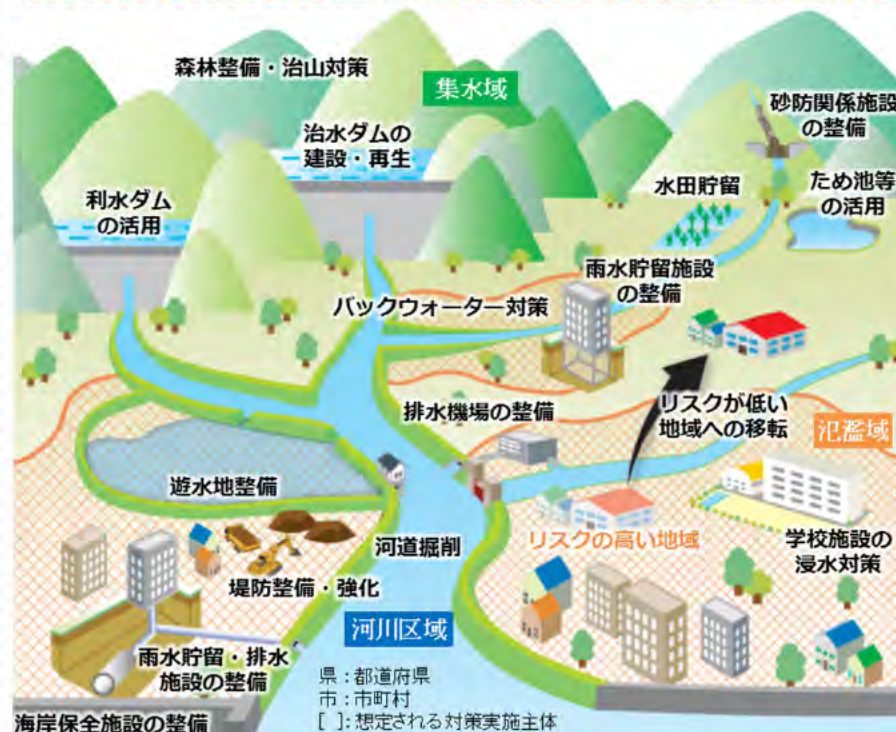 森林整備・治山対策
集水域
砂防関係施設
の整備
治水ダムの
建設・再生
水田貯留
ため池等
の活用
利水ダム
の活用
雨水貯留施設
の整備
バックウォーター対策
排水機場の整備
リスクが低い
地域への移転
氾濫域
遊水地整備
リスクの高い地域
学校施設の
浸水対策
河道掘削
堤防整備・強化
河川区域
雨水貯留・排水
施設の整備
県：都道府県
市：市町村
[ ]：想定される対策実施主体
海岸保全施設の整備